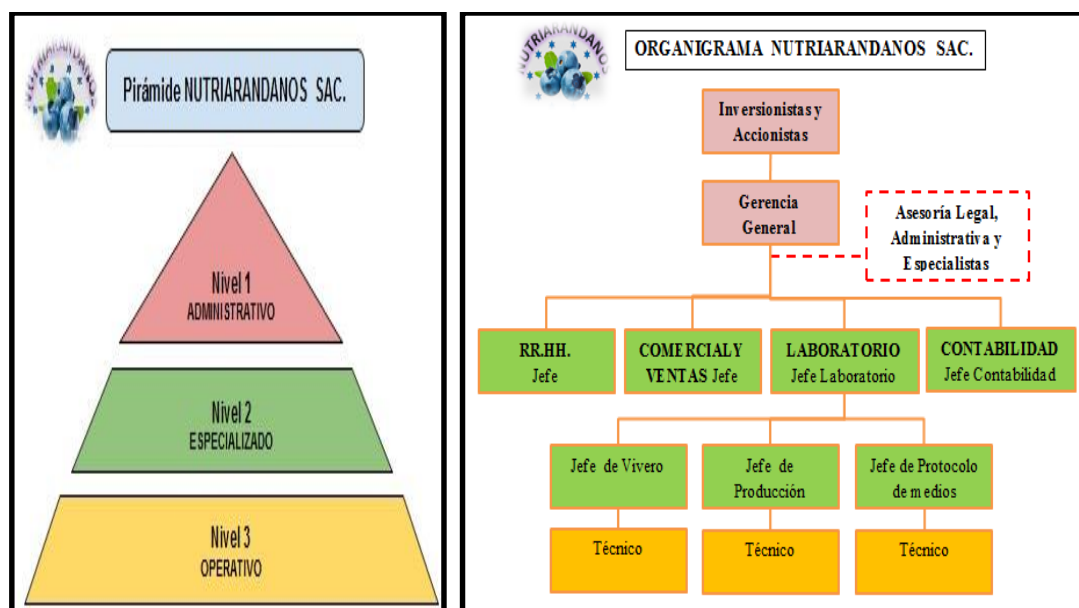 NUTRIARANDANOS
Pirámide NUTRIARANDANOS SAC.
Nivel 1
ADMINISTRATIVO
Nivel 2
ESPECIALIZADO
Nivel 3
OPERATIVO
NUTRIARANDANOS
ORGANIGRAMA NUTRIARANDANOS SAC.
Inversionistas y
Accionistas
Gerencia
General
Asesoría Legal,
Administrativa y
Especialistas
RR.HH.
Jefe
COMERCIAL Y
VENTAS Jefe
LABORATORIO
Jefe Laboratorio
CONTABILIDAD
Jefe Contabilidad
Jefe de Vivero
Jefe de
Producción
Jefe de Protocolo
de medios
Técnico
Técnico
Técnico